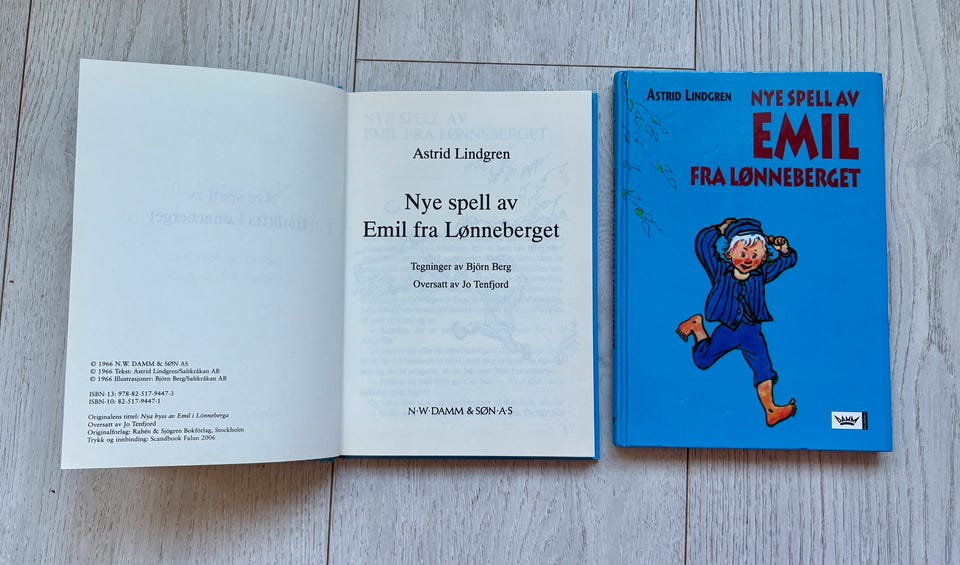 © 1966 N.W. DAMM & SØN AS
© 1966 Tekst: Astrid Lindgren/Saltkråkan AB
© 1966 Illustrasjoner: Björn Berg/Saltkråkan AB
ISBN-13: 978-82-517-9447-3
ISBN-10: 82-517-9447-1
Originalens tittel: Nya hyss av Emil i Lönneberga
Oversatt av Jo Tenfjord
Originalforlag: Rabén & Sjögren Bokförlag, Stockholm
Trykk og innbinding: Scandbook Falun 2006
Astrid Lindgren
Nye spell av
Emil fra Lønneberget
Tegninger av Björn Berg
Oversatt av Jo Tenfjord
N·W·DAMM & SØN·A·S
ASTRID LINDGREN
NYE SPELL AV
EMIL
FRA LØNNEBERGET